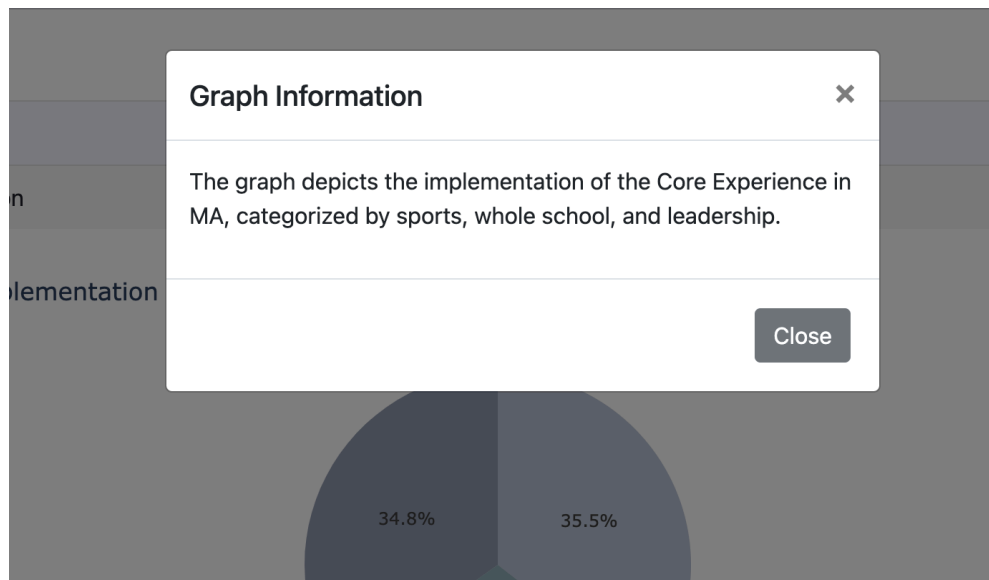 Graph Information
×
The graph depicts the implementation of the Core Experience in
MA, categorized by sports, whole school, and leadership.
Close
34.8%
35.5%